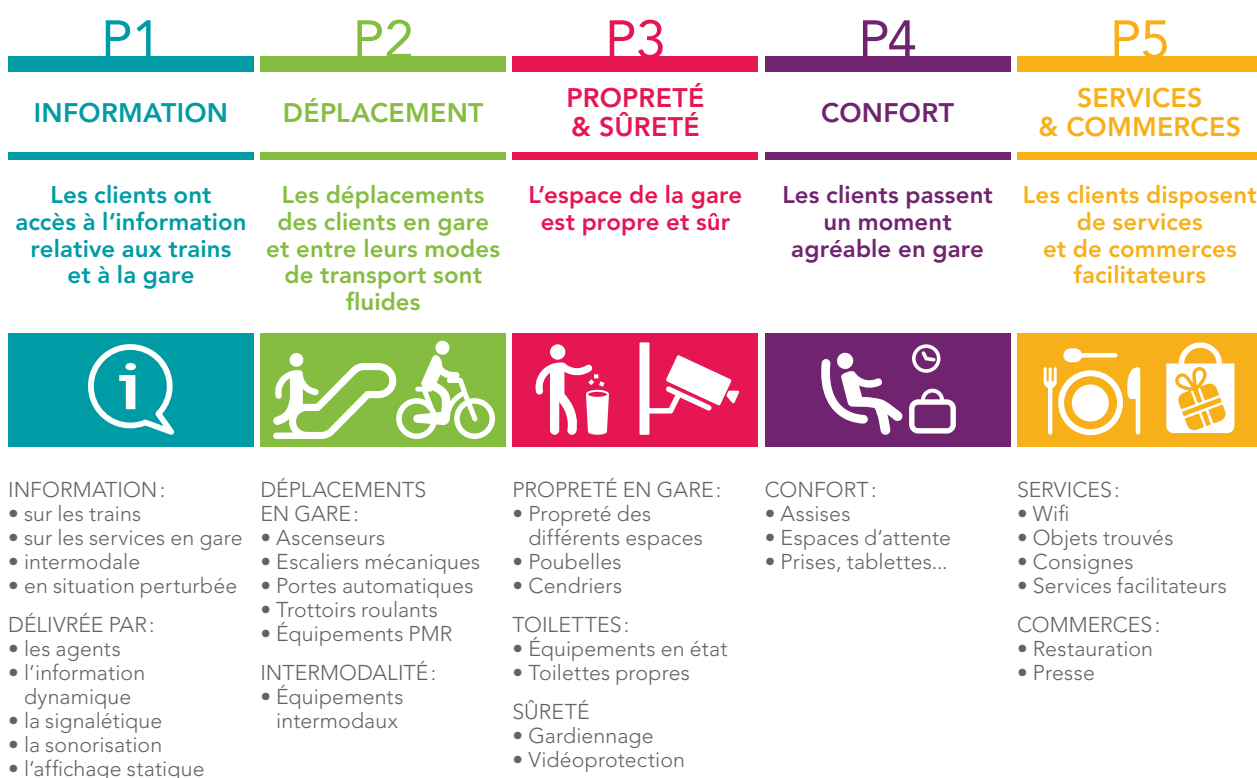 P1
INFORMATION
Les clients ont
accès à l'information
relative aux trains
et à la gare
i
INFORMATION :
• sur les trains
• sur les services en gare
• intermodale
• en situation perturbée
DÉLIVRÉE PAR :
• les agents
• l'information
dynamique
• la signalétique
• la sonorisation
• l'affichage statique
P2
DÉPLACEMENT
Les déplacements
des clients en gare
et entre leurs modes
de transport sont
fluides
DÉPLACEMENTS
EN GARE :
• Ascenseurs
• Escaliers mécaniques
• Portes automatiques
• Trottoirs roulants
• Équipements PMR
INTERMODALITÉ :
• Équipements
intermodaux
P3
PROPRETÉ
& SÛRETÉ
L'espace de la gare
est propre et sûr
PROPRETÉ EN GARE :
• Propreté des
différents espaces
• Poubelles
• Cendriers
TOILETTES :
• Équipements en état
• Toilettes propres
SÛRETÉ
• Gardiennage
• Vidéoprotection
P4
CONFORT
Les clients passent
un moment
agréable en gare
CONFORT :
• Assises
• Espaces d'attente
• Prises, tablettes...
P5
SERVICES
& COMMERCES
Les clients disposent
de services
et de commerces
facilitateurs
SERVICES :
• Wifi
• Objets trouvés
• Consignes
• Services facilitateurs
COMMERCES :
• Restauration
• Presse